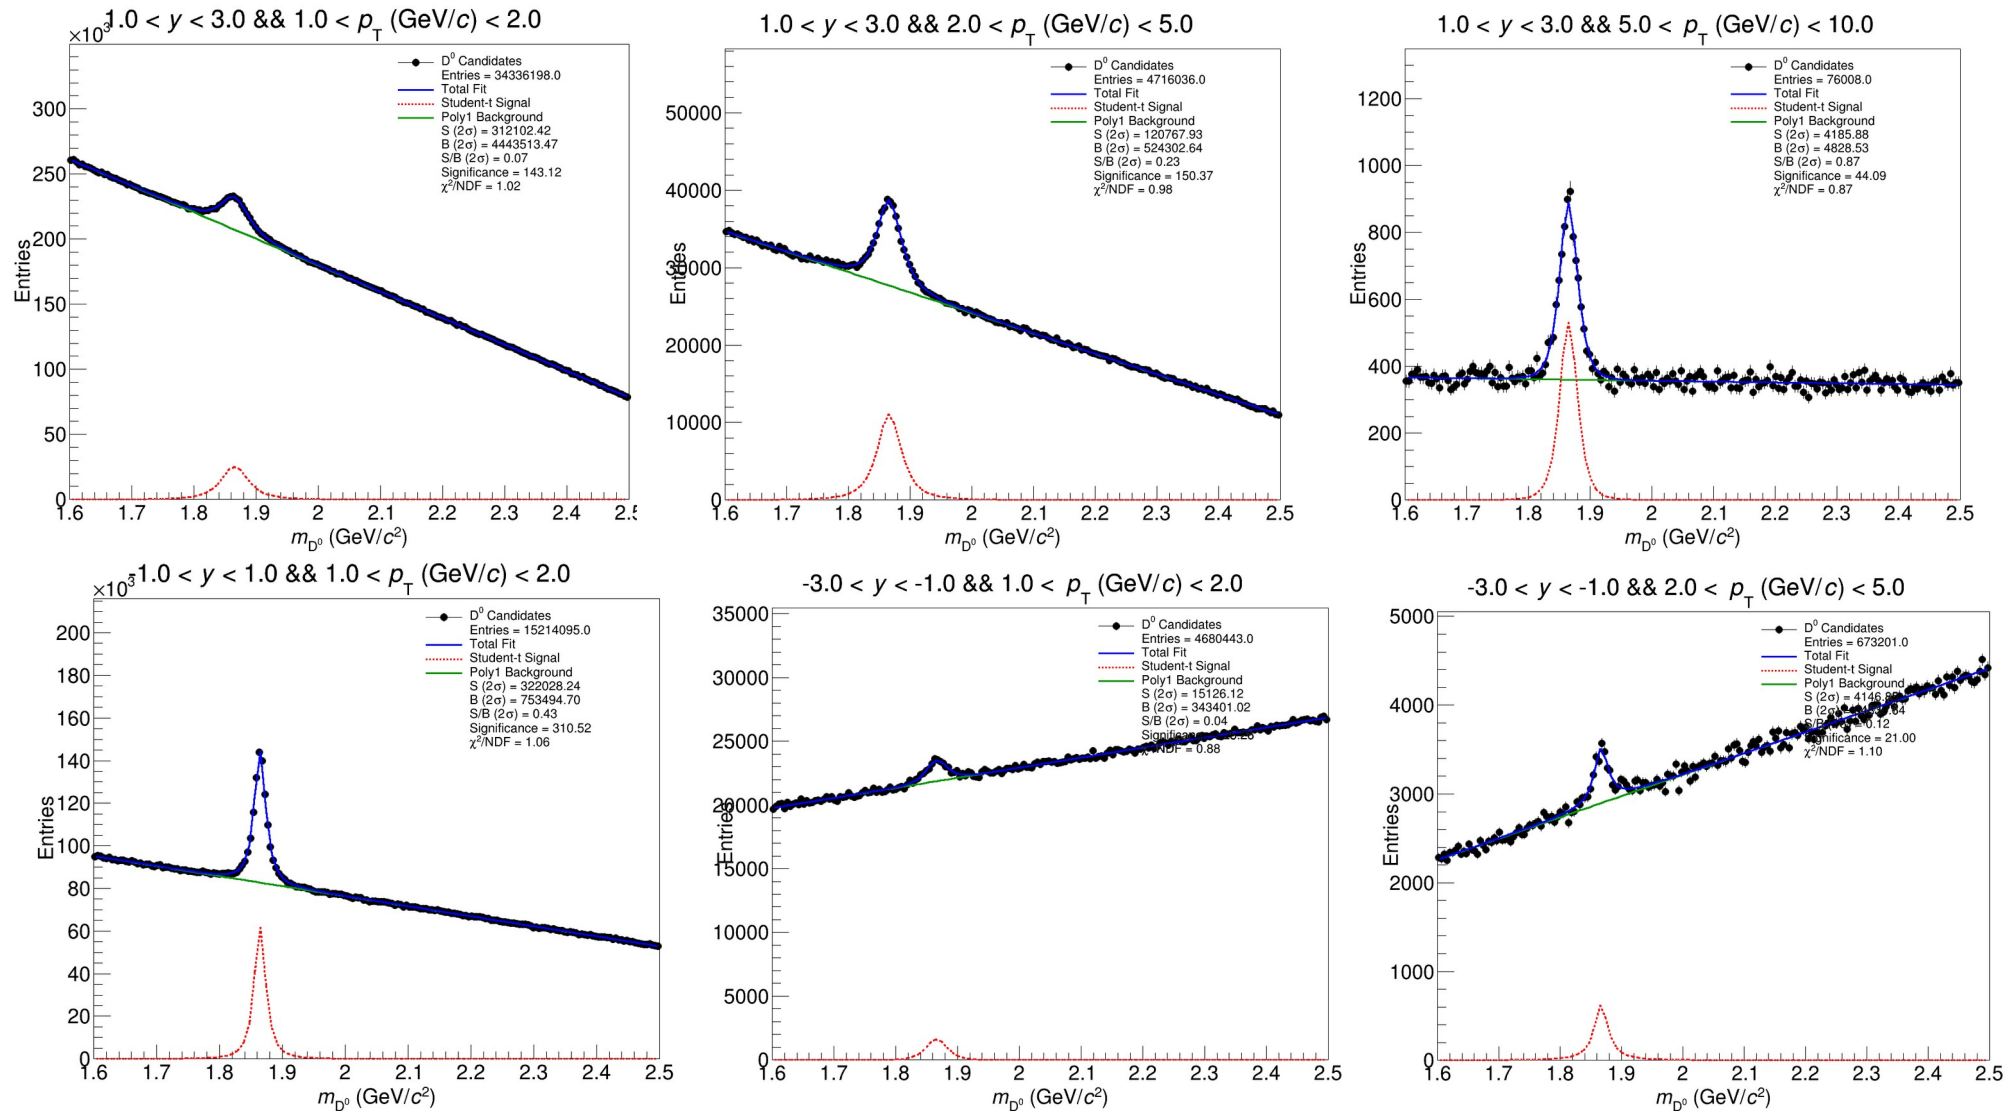 1.0 < y < 3.0 && 1.0 < p_T (GeV/c) < 2.0
×10³
D⁰ Candidates
Entries = 34336198.0
Total Fit
Student-t Signal
Poly1 Background
S (2σ) = 312102.42
B (2σ) = 4443513.47
S/B (2σ) = 0.07
Significance = 143.12
χ²/NDF = 1.02
300
250
200
150
100
50
0
Entries
1.6 1.7 1.8 1.9 2 2.1 2.2 2.3 2.4 2.5
m_D⁰ (GeV/c²)
1.0 < y < 3.0 && 2.0 < p_T (GeV/c) < 5.0
D⁰ Candidates
Entries = 4716036.0
Total Fit
Student-t Signal
Poly1 Background
S (2σ) = 120767.93
B (2σ) = 524302.64
S/B (2σ) = 0.23
Significance = 150.37
χ²/NDF = 0.98
50000
40000
30000
20000
10000
0
Entries
1.6 1.7 1.8 1.9 2 2.1 2.2 2.3 2.4 2.5
m_D⁰ (GeV/c²)
1.0 < y < 3.0 && 5.0 < p_T (GeV/c) < 10.0
D⁰ Candidates
Entries = 76008.0
Total Fit
Student-t Signal
Poly1 Background
S (2σ) = 4185.88
B (2σ) = 4828.53
S/B (2σ) = 0.87
Significance = 44.09
χ²/NDF = 0.87
1200
1000
800
600
400
200
0
Entries
1.6 1.7 1.8 1.9 2 2.1 2.2 2.3 2.4 2.5
m_D⁰ (GeV/c²)
-1.0 < y < 1.0 && 1.0 < p_T (GeV/c) < 2.0
×10³
D⁰ Candidates
Entries = 15214095.0
Total Fit
Student-t Signal
Poly1 Background
S (2σ) = 322028.24
B (2σ) = 753494.70
S/B (2σ) = 0.43
Significance = 310.52
χ²/NDF = 1.06
200
180
160
140
120
100
80
60
40
20
0
Entries
1.6 1.7 1.8 1.9 2 2.1 2.2 2.3 2.4 2.5
m_D⁰ (GeV/c²)
-3.0 < y < -1.0 && 1.0 < p_T (GeV/c) < 2.0
D⁰ Candidates
Entries = 4680443.0
Total Fit
Student-t Signal
Poly1 Background
S (2σ) = 15126.12
B (2σ) = 343401.02
S/B (2σ) = 0.04
χ²/NDF = 0.88
35000
30000
25000
20000
15000
10000
5000
0
Entries
1.6 1.7 1.8 1.9 2 2.1 2.2 2.3 2.4 2.5
m_D⁰ (GeV/c²)
-3.0 < y < -1.0 && 2.0 < p_T (GeV/c) < 5.0
D⁰ Candidates
Entries = 673201.0
Total Fit
Student-t Signal
Poly1 Background
S (2σ) =
B (2σ)
0.12
Significance = 21.00
χ²/NDF = 1.10
5000
4000
3000
2000
1000
0
Entries
1.6 1.7 1.8 1.9 2 2.1 2.2 2.3 2.4 2.5
m_D⁰ (GeV/c²)